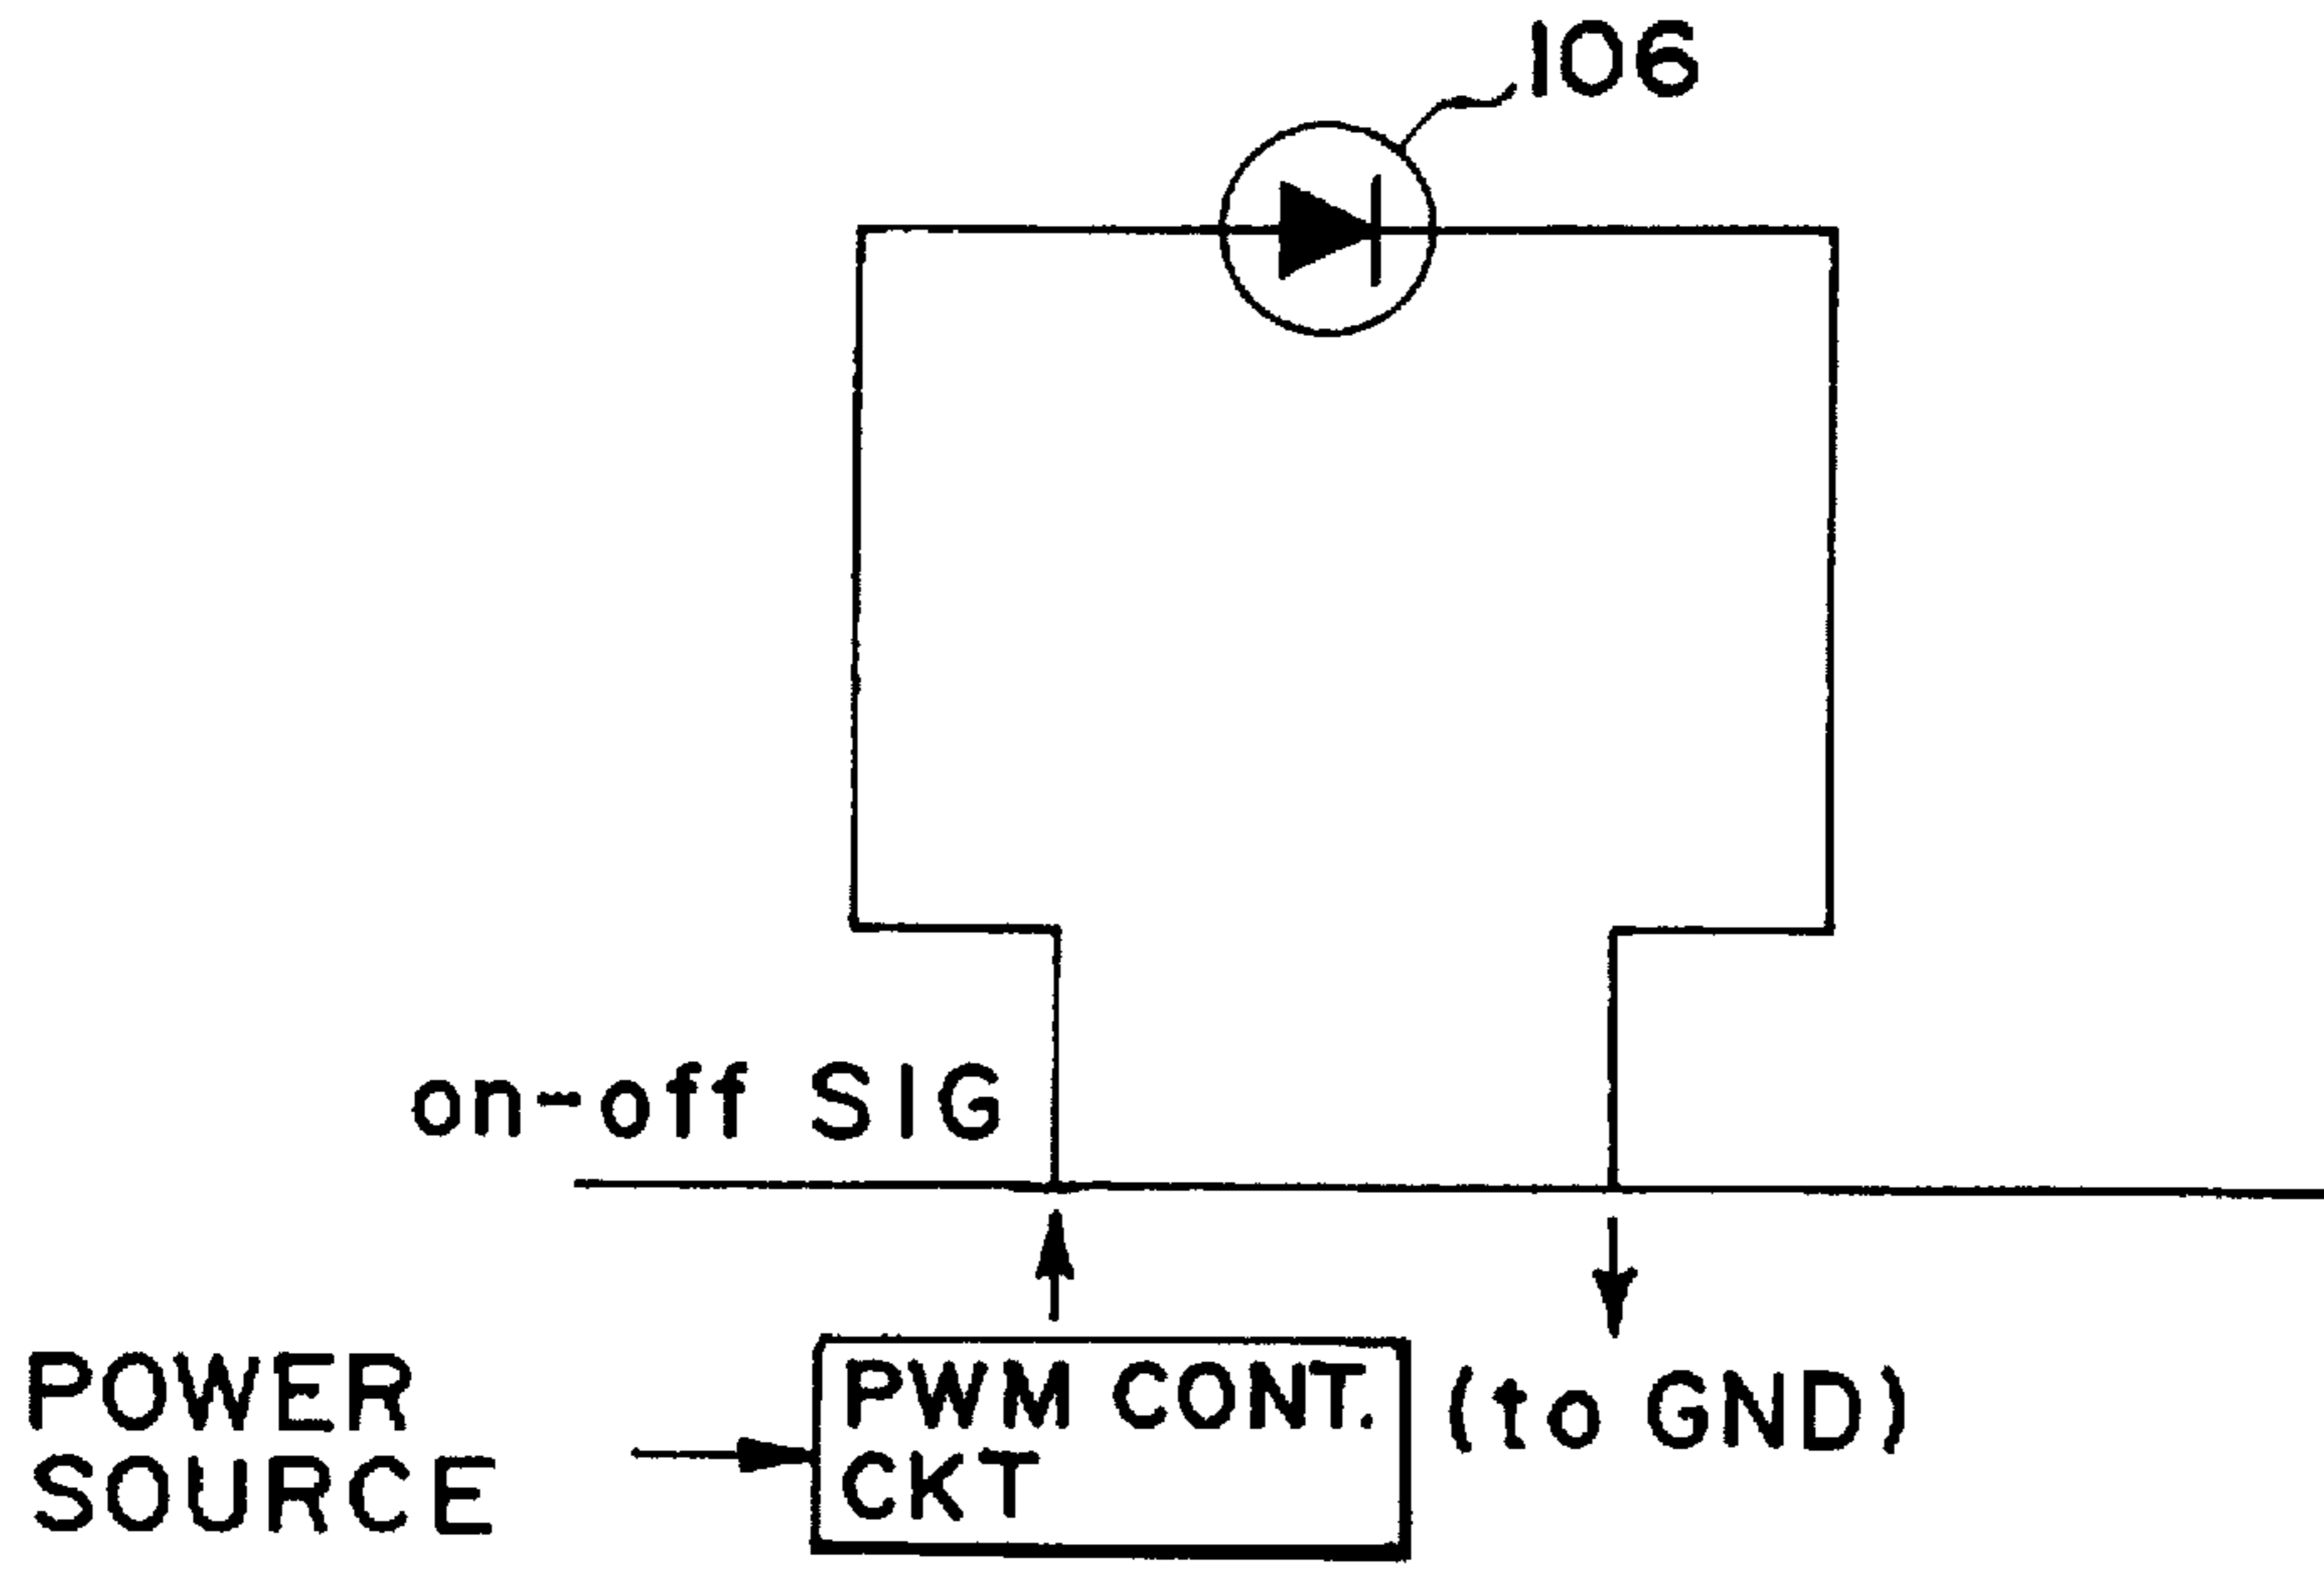 106
on-off SIG
POWER
SOURCE
PWM CONT.
CKT
(to GND)